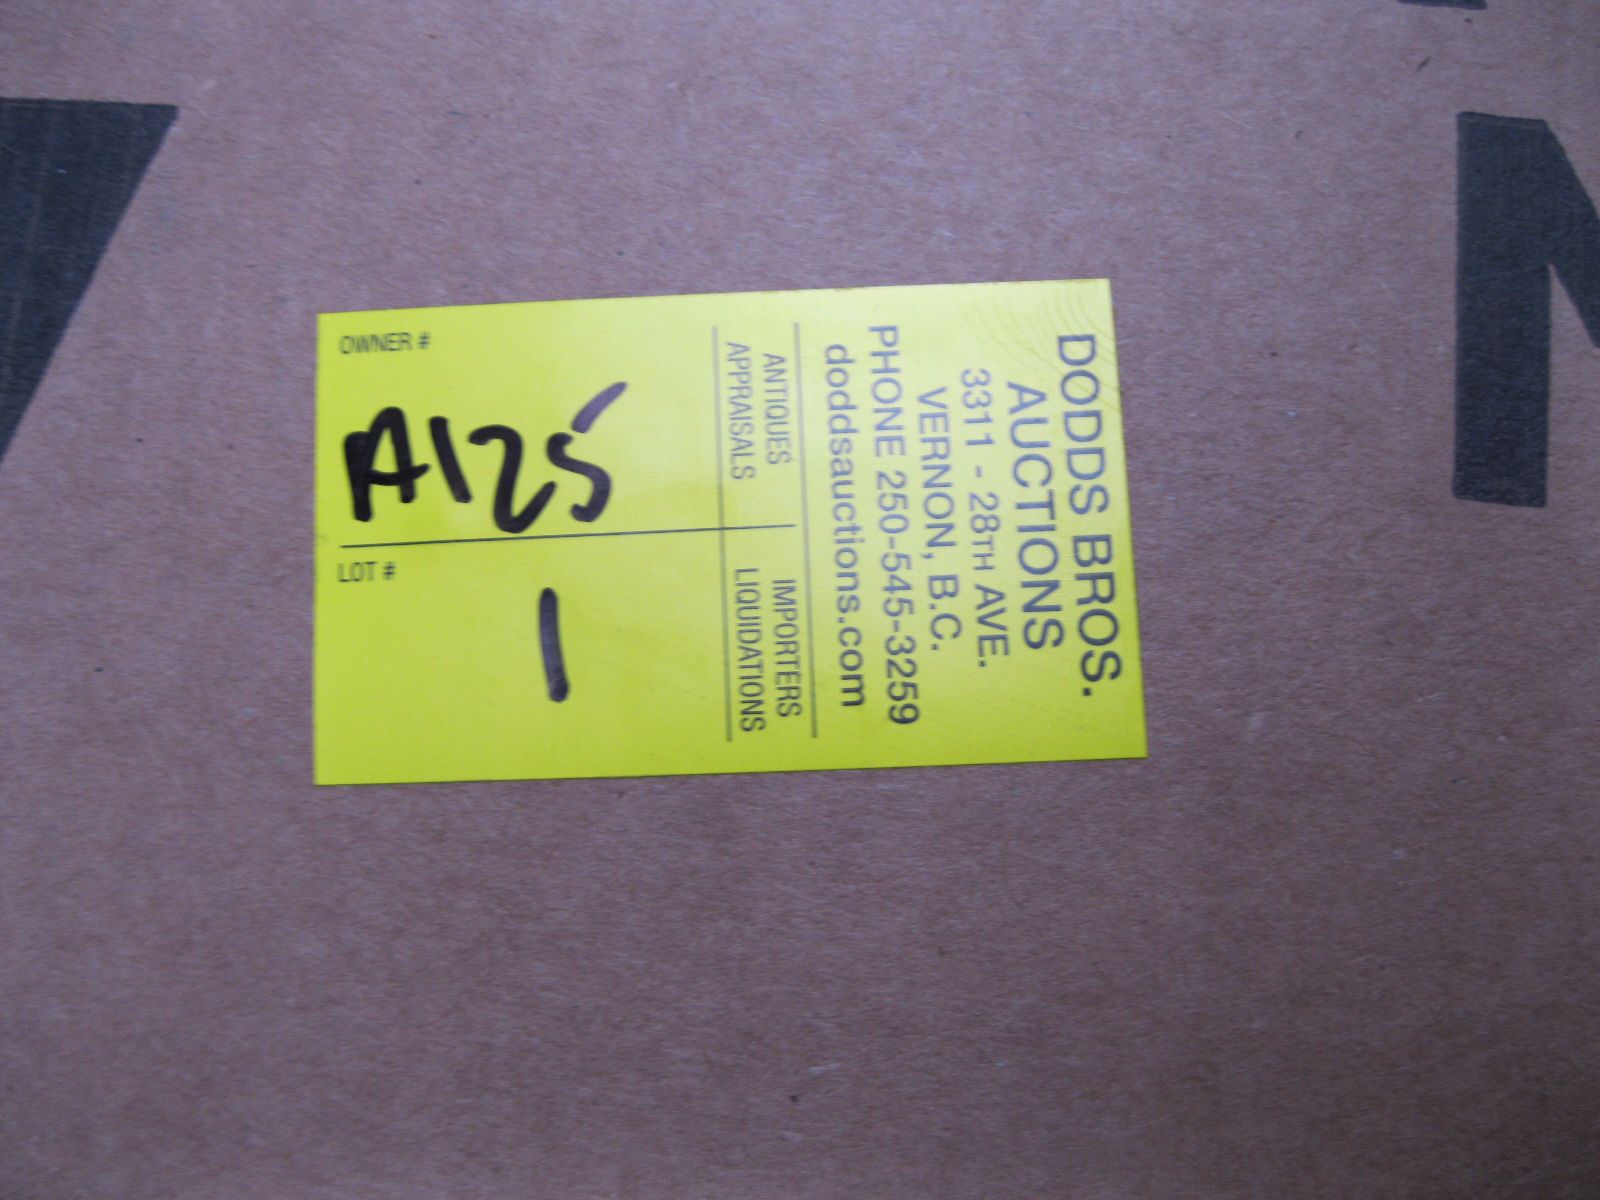 DODDS BROS.
AUCTIONS
3311 - 28TH AVE.
VERNON, B.C.
PHONE 250-545-3259
doddsauctions.com
ANTIQUES IMPORTERS
APPRAISALS LIQUIDATIONS
OWNER #
A125
LOT #
1